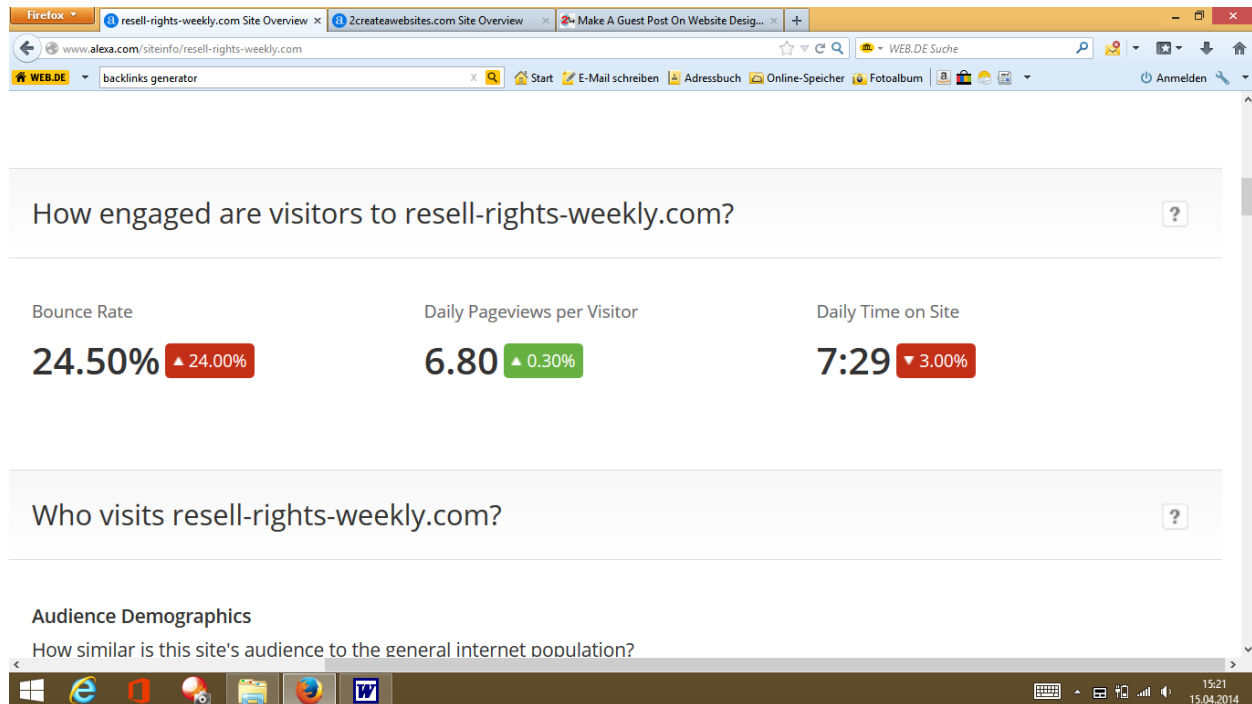 Firefox
resell-rights-weekly.com Site Overview
2createawebsites.com Site Overview
Make A Guest Post On Website Desig...
www.alexa.com/siteinfo/resell-rights-weekly.com
WEB.DE Suche
WEB.DE
backlinks generator
Start
E-Mail schreiben
Adressbuch
Online-Speicher
Fotoalbum
Anmelden
How engaged are visitors to resell-rights-weekly.com?
?
Bounce Rate
Daily Pageviews per Visitor
Daily Time on Site
24.50% ▲ 24.00%
6.80 ▲ 0.30%
7:29 ▼ 3.00%
Who visits resell-rights-weekly.com?
?
Audience Demographics
How similar is this site's audience to the general internet population?
15:21
15.04.2014